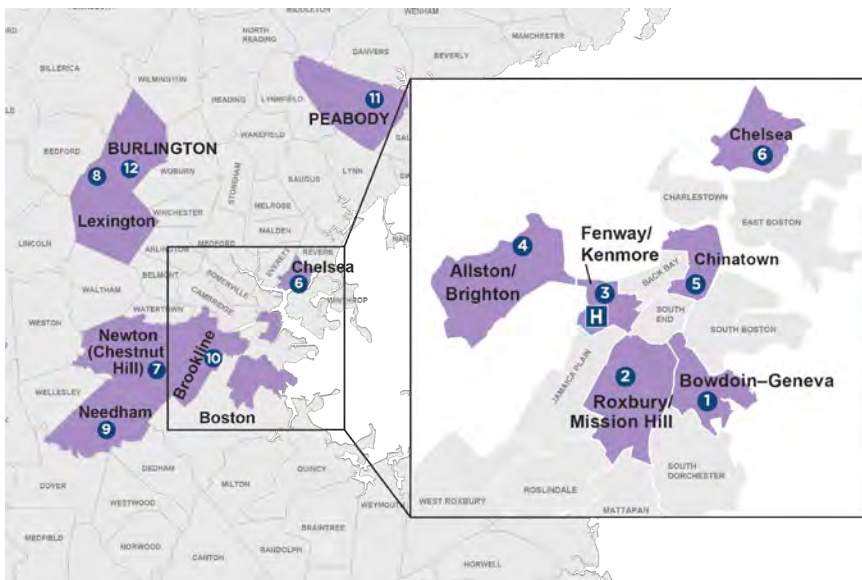 MIDDLETON
WENHAM
MANCHESTER
NORTH
READING
DANVERS
BEVERLY
BILLERICA
WILMINGTON
READING
LYNNFIELD
11
PEABODY
WAKEFIELD
BEDFORD
BURLINGTON
8
12
WOBURN
STONEHAM
SAUGUS
LYNN
Lexington
WINCHESTER
MELROSE
MALDEN
LINCOLN
ARLINGTON
MEDFORD
EVERETT
REVERE
BELMONT
SOMERVILLE
Chelsea
6
WALTHAM
CAMBRIDGE
WINTHROP
WATERTOWN
WESTON
Newton
(Chestnut
Hill)
7
Brookline
10
WELLESLEY
Needham
9
Boston
DEDHAM
QUINCY
DOVER
MILTON
WESTWOOD
WEYMOUTH
MEDFIELD
NORWOOD
CANTON
RANDOLPH
BRAINTREE
NORWELL
Chelsea
6
CHARLESTOWN
EAST BOSTON
4
Allston/
Brighton
Fenway/
Kenmore
3
H
BACK BAY
Chinatown
5
SOUTH
END
SOUTH BOSTON
JAMAICA PLAIN
2
Roxbury/
Mission Hill
Bowdoin–Geneva
1
SOUTH
DORCHESTER
WEST ROXBURY
ROSLINDALE
MATTAPAN